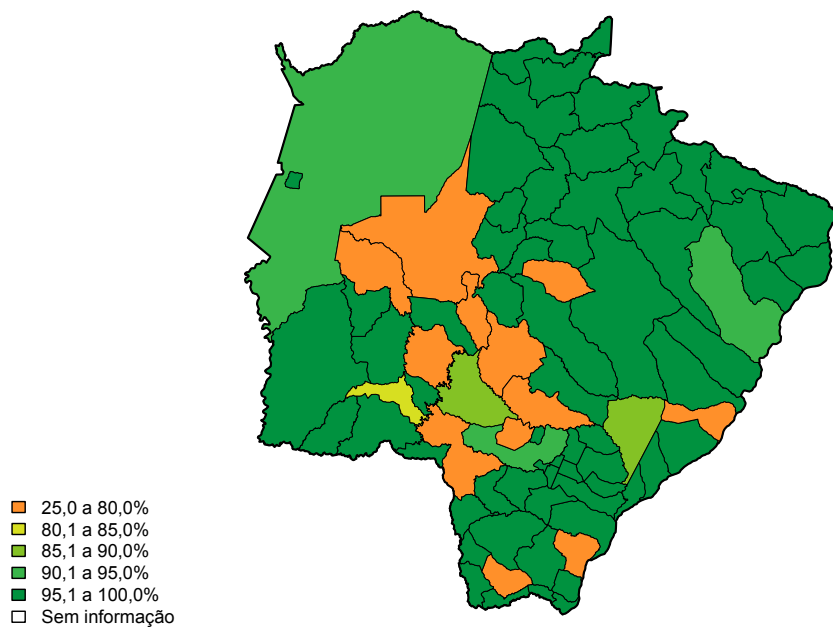 25,0 a 80,0%
80,1 a 85,0%
85,1 a 90,0%
90,1 a 95,0%
95,1 a 100,0%
Sem informação